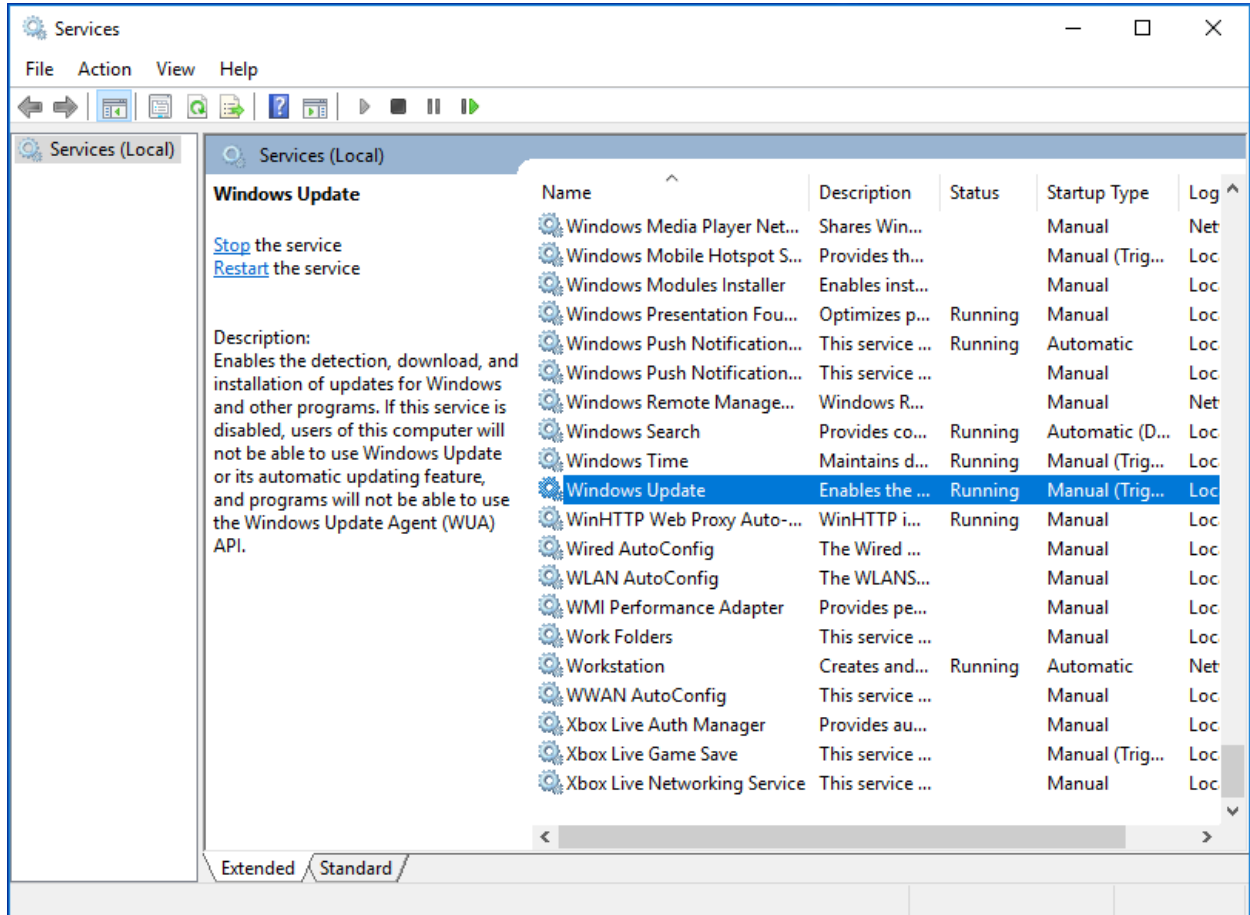 Services
File Action View Help
Services (Local)
Services (Local)
Windows Update
Stop the service
Restart the service
Description:
Enables the detection, download, and
installation of updates for Windows
and other programs. If this service is
disabled, users of this computer will
not be able to use Windows Update
or its automatic updating feature,
and programs will not be able to use
the Windows Update Agent (WUA)
API.
Name Description Status Startup Type Log
Windows Media Player Net... Shares Win... Manual Net
Windows Mobile Hotspot S... Provides th... Manual (Trig... Loc
Windows Modules Installer Enables inst... Manual Loc
Windows Presentation Fou... Optimizes p... Running Manual Loc
Windows Push Notification... This service ... Running Automatic Loc
Windows Push Notification... This service ... Manual Loc
Windows Remote Manage... Windows R... Manual Net
Windows Search Provides co... Running Automatic (D... Loc
Windows Time Maintains d... Running Manual (Trig... Loc
Windows Update Enables the ... Running Manual (Trig... Loc
WinHTTP Web Proxy Auto-... WinHTTP i... Running Manual Loc
Wired AutoConfig The Wired ... Manual Loc
WLAN AutoConfig The WLANS... Manual Loc
WMI Performance Adapter Provides pe... Manual Loc
Work Folders This service ... Manual Loc
Workstation Creates and... Running Automatic Net
WWAN AutoConfig This service ... Manual Loc
Xbox Live Auth Manager Provides au... Manual Loc
Xbox Live Game Save This service ... Manual (Trig... Loc
Xbox Live Networking Service This service ... Manual Loc
Extended Standard